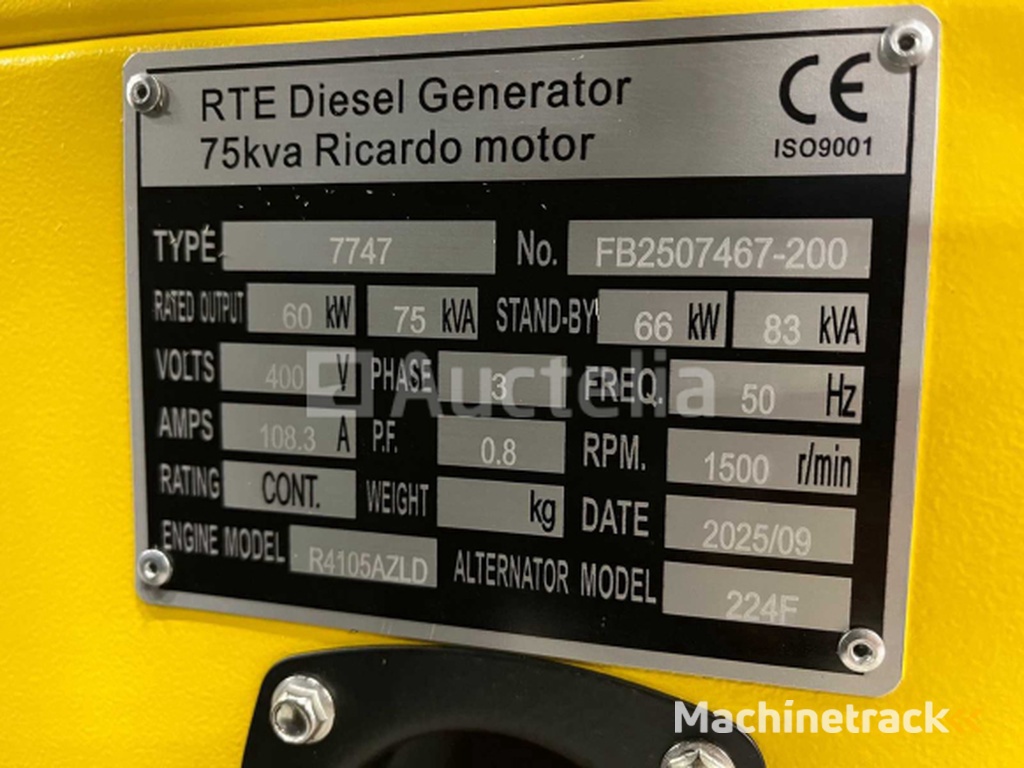 RTE Diesel Generator
75kva Ricardo motor
CE
ISO9001
TYPE 7747 No. FB2507467-200
RATED OUTPUT 60 kW 75 kVA STAND-BY 66 kW 83 kVA
VOLTS 400 V PHASE 3 FREQ. 50 Hz
AMPS 108.3 A P.F. 0.8 RPM. 1500 r/min
RATING CONT. WEIGHT kg DATE 2025/09
ENGINE MODEL R4105AZLD ALTERNATOR MODEL 224F
Auctelia
Machinetrack